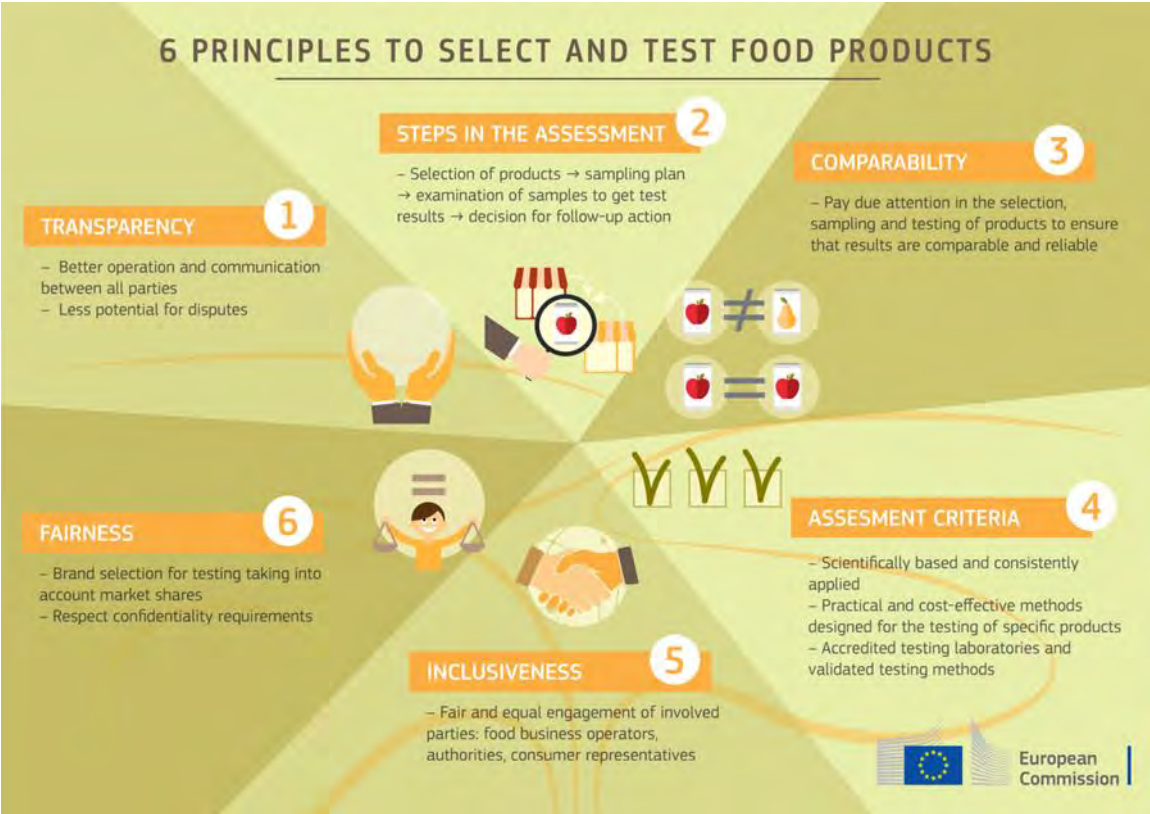 6 PRINCIPLES TO SELECT AND TEST FOOD PRODUCTS
1
TRANSPARENCY
– Better operation and communication
between all parties
– Less potential for disputes
2
STEPS IN THE ASSESSMENT
– Selection of products → sampling plan
→ examination of samples to get test
results → decision for follow-up action
3
COMPARABILITY
– Pay due attention in the selection,
sampling and testing of products to ensure
that results are comparable and reliable
4
ASSESMENT CRITERIA
– Scientifically based and consistently
applied
– Practical and cost-effective methods
designed for the testing of specific products
– Accredited testing laboratories and
validated testing methods
5
INCLUSIVENESS
– Fair and equal engagement of involved
parties: food business operators,
authorities, consumer representatives
6
FAIRNESS
– Brand selection for testing taking into
account market shares
– Respect confidentiality requirements
European
Commission